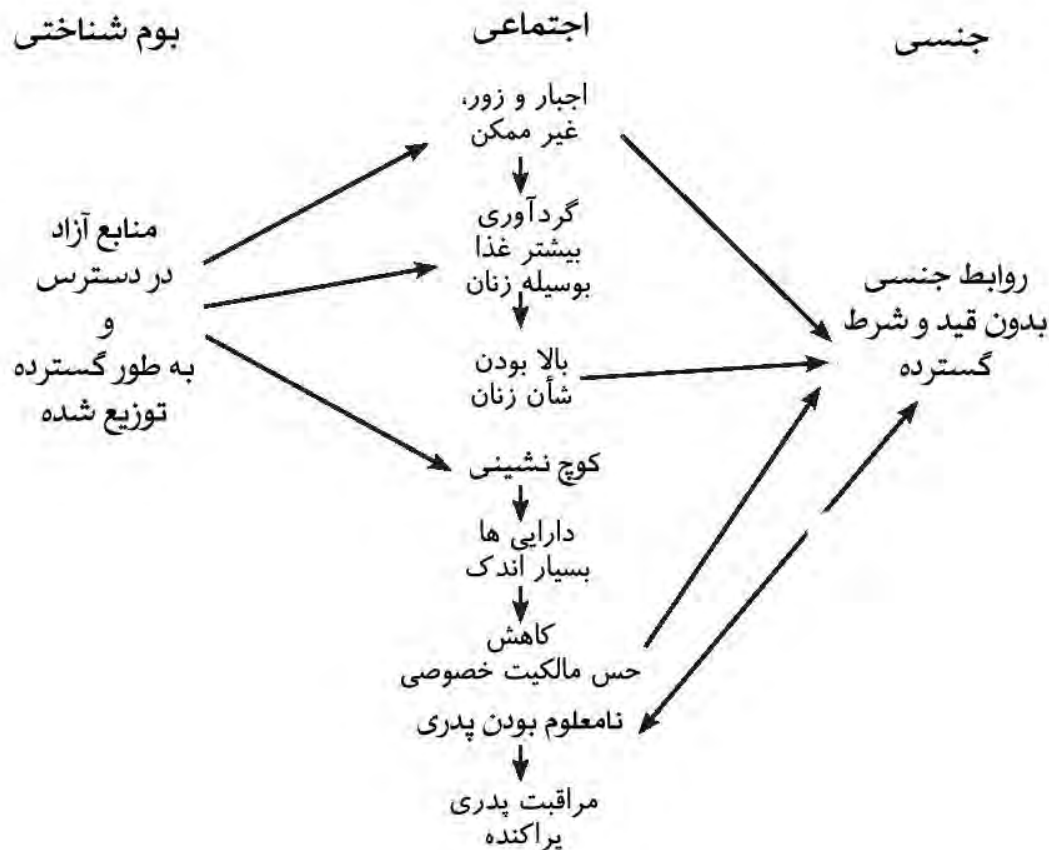 بوم شناختی
اجتماعی
جنسی
منابع آزاد
در دسترس
و
به طور گسترده
توزیع شده
اجبار و زور،
غیر ممکن
گردآوری
بیشتر غذا
بوسیله زنان
بالا بودن
شأن زنان
کوچ نشینی
دارایی ها
بسیار اندک
کاهش
حس مالکیت خصوصی
نامعلوم بودن پدری
مراقبت پدری
پراکنده
روابط جنسی
بدون قید و شرط
گسترده